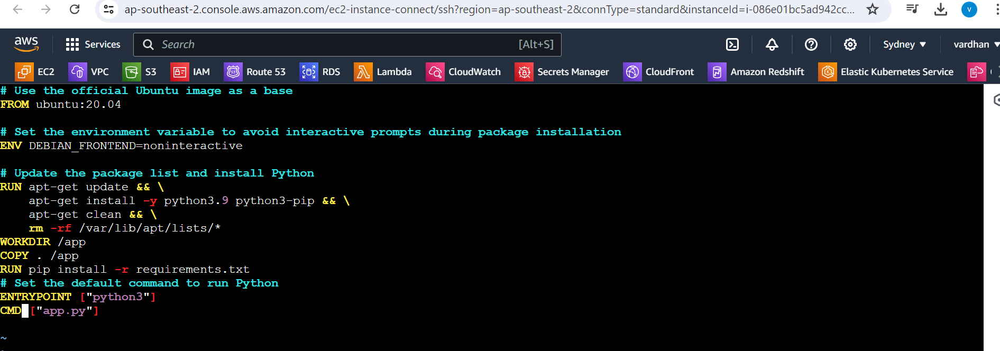 ap-southeast-2.console.aws.amazon.com/ec2-instance-connect/ssh?region=ap-southeast-2&connType=standard&instanceId=i-086e01bc5ad942cc...
V
aws Services Search [Alt+S] Sydney vardhan
EC2 VPC S3 IAM Route 53 RDS Lambda CloudWatch Secrets Manager CloudFront Amazon Redshift Elastic Kubernetes Service
# Use the official Ubuntu image as a base
FROM ubuntu:20.04
# Set the environment variable to avoid interactive prompts during package installation
ENV DEBIAN_FRONTEND=noninteractive
# Update the package list and install Python
RUN apt-get update && \
    apt-get install -y python3.9 python3-pip && \
    apt-get clean && \
    rm -rf /var/lib/apt/lists/*
WORKDIR /app
COPY . /app
RUN pip install -r requirements.txt
# Set the default command to run Python
ENTRYPOINT ["python3"]
CMD ["app.py"]
~